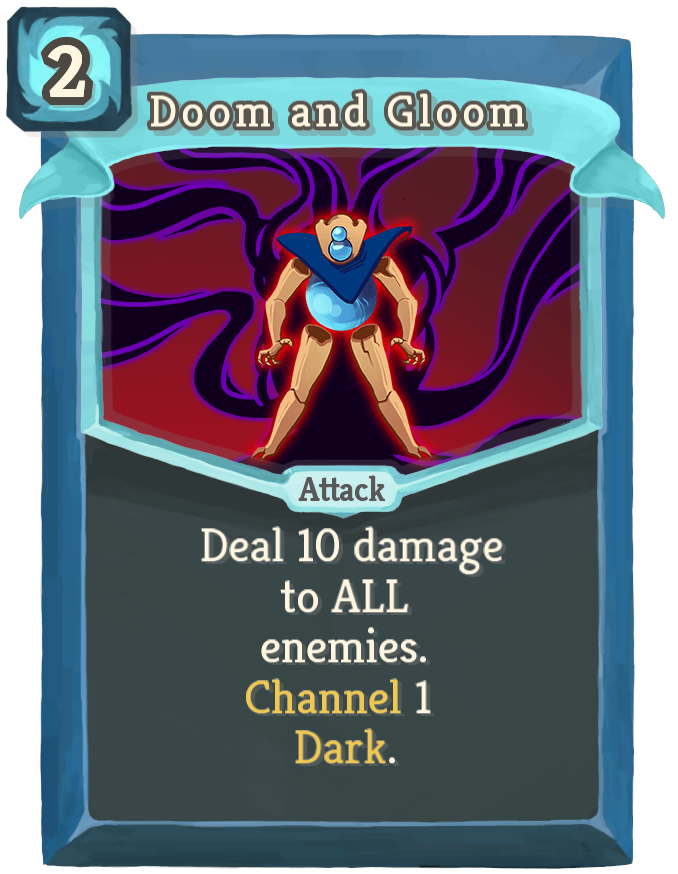 2
Doom and Gloom
Attack
Deal 10 damage
to ALL
enemies.
Channel 1
Dark.